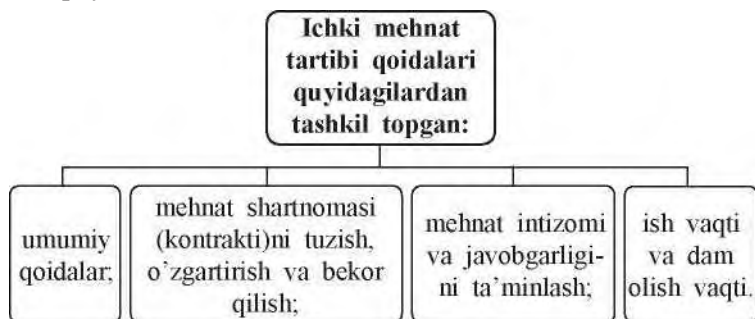 Ichki mehnat
tartibi qoidalari
quyidagilardan
tashkil topgan:
umumiy
qoidalar;
mehnat shartnomasi
(kontrakti)ni tuzish,
o’zgartirish va bekor
qilish;
mehnat intizomi
va javobgarligi-
ni ta’minlash;
ish vaqti
va dam
olish vaqti.